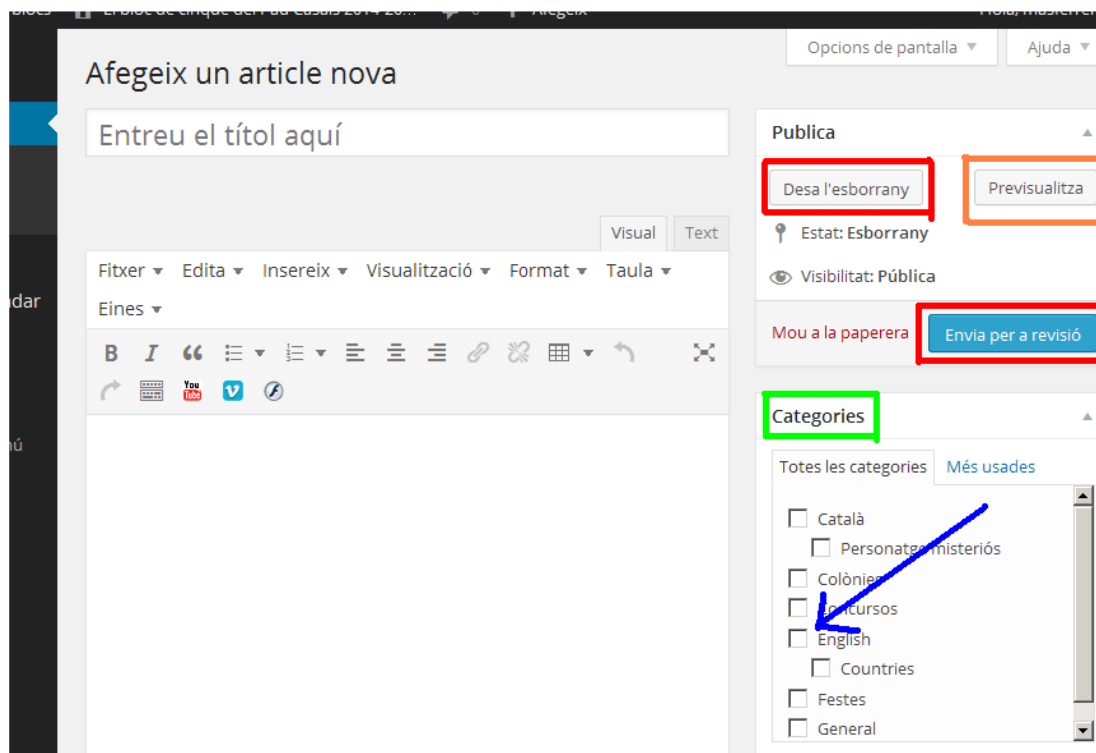 Opcions de pantalla Ajuda
Afegeix un article nova
Entreu el títol aquí
Publica
Desa l'esborrany Previsualitza
Estat: Esborrany
Visibilitat: Pública
Mou a la paperera Envia per a revisió
Visual Text
Fitxer Edita Insereix Visualització Format Taula
Eines
B I
You Tube
Categories
Totes les categories Més usades
Català
Personatge misteriós
Colònies
Concursos
English
Countries
Festes
General